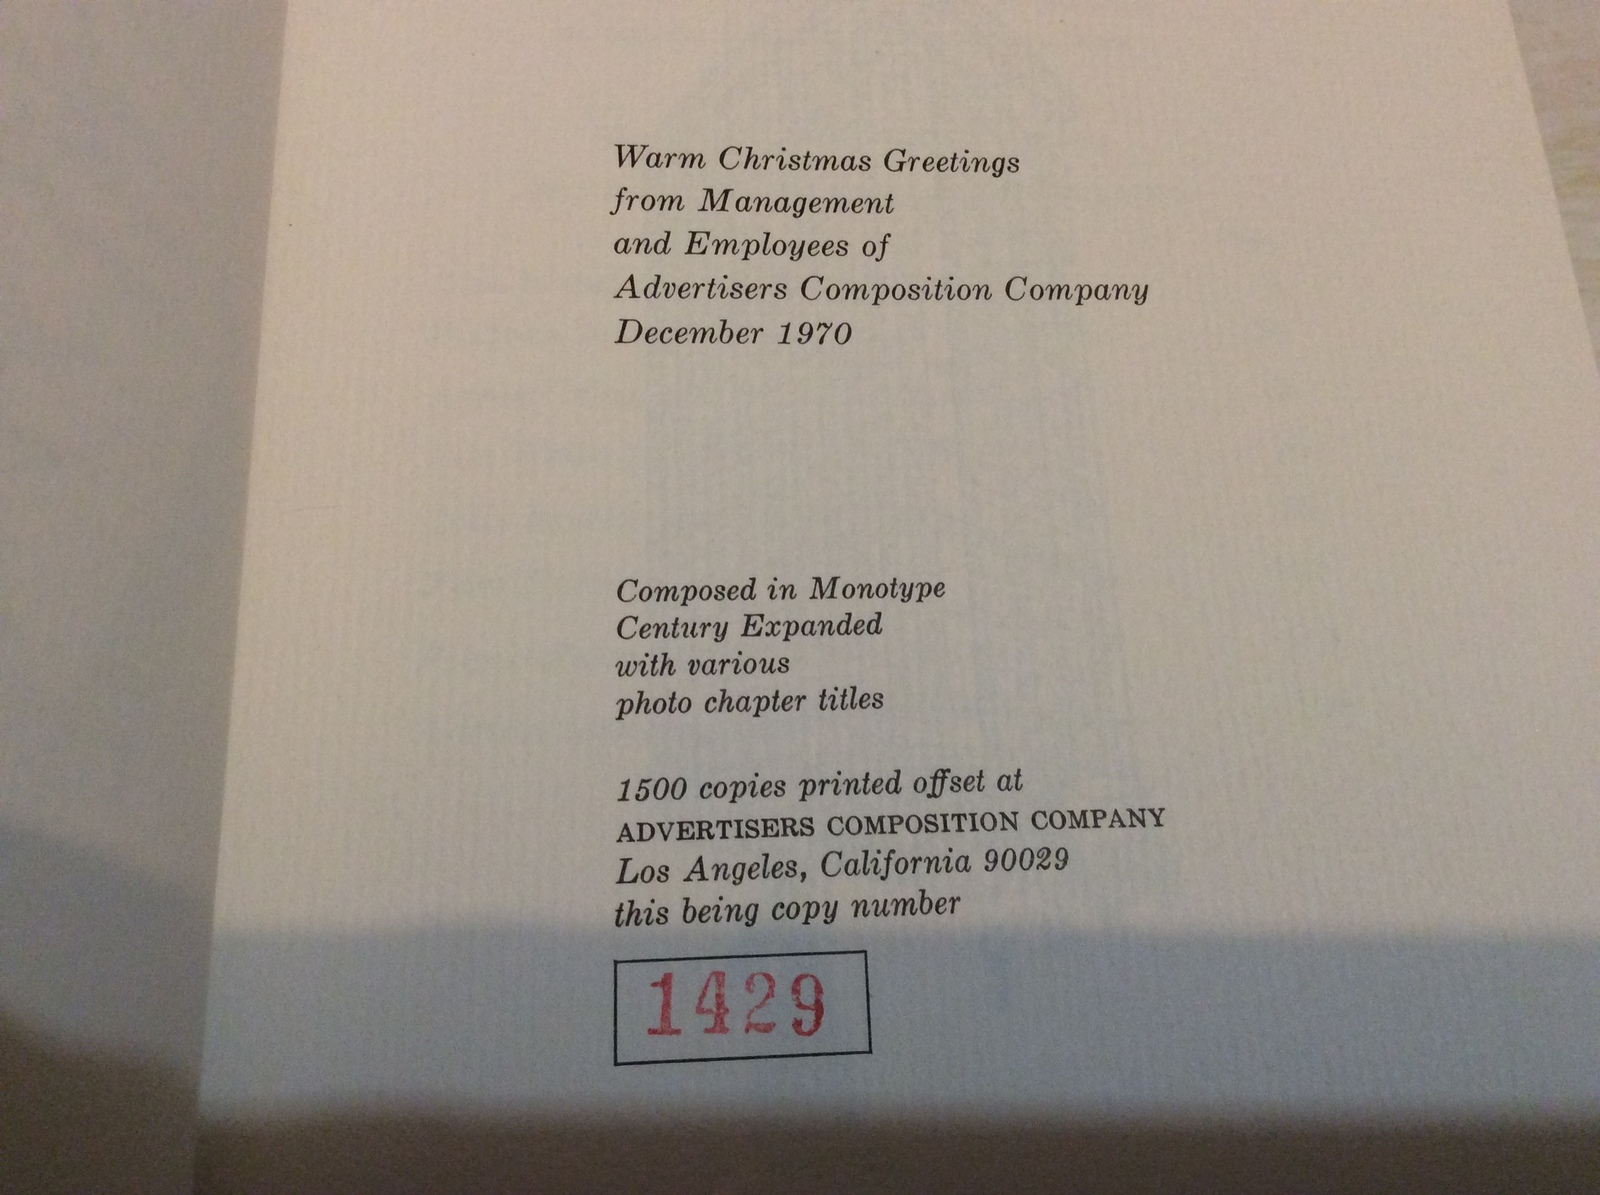 Warm Christmas Greetings
from Management
and Employees of
Advertisers Composition Company
December 1970
Composed in Monotype
Century Expanded
with various
photo chapter titles
1500 copies printed offset at
ADVERTISERS COMPOSITION COMPANY
Los Angeles, California 90029
this being copy number
1429